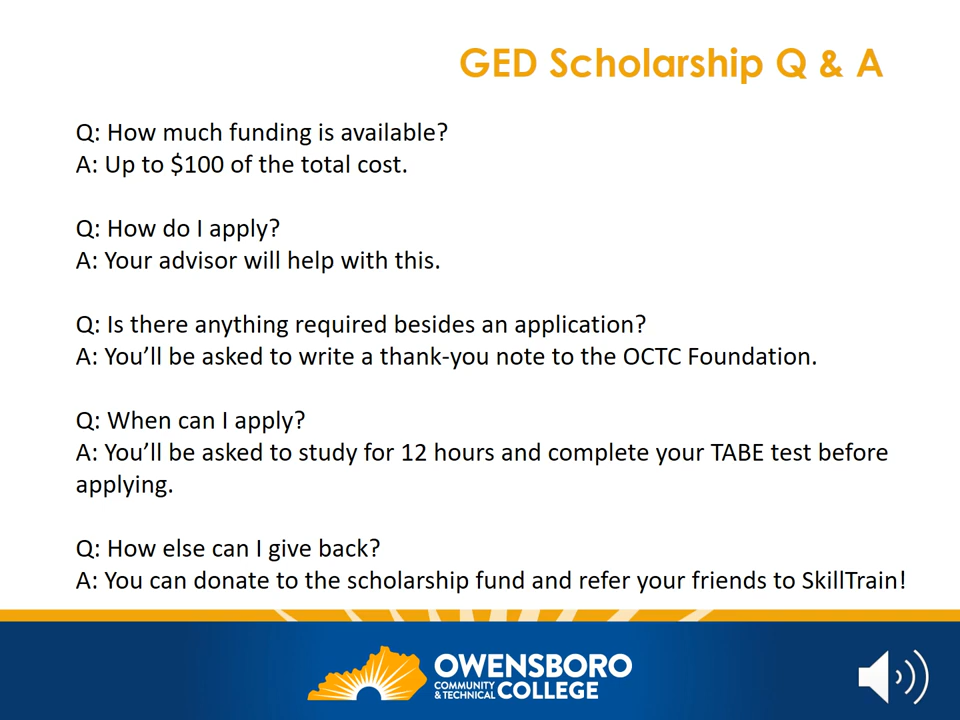 GED Scholarship Q & A
Q: How much funding is available?
A: Up to $100 of the total cost.
Q: How do I apply?
A: Your advisor will help with this.
Q: Is there anything required besides an application?
A: You’ll be asked to write a thank-you note to the OCTC Foundation.
Q: When can I apply?
A: You’ll be asked to study for 12 hours and complete your TABE test before
applying.
Q: How else can I give back?
A: You can donate to the scholarship fund and refer your friends to SkillTrain!
OWENSBORO
COMMUNITY
& TECHNICAL
COLLEGE